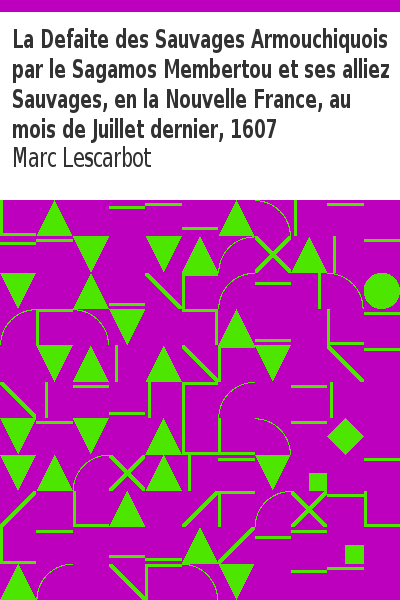 La Defaite des Sauvages Armouchiquois
par le Sagamos Membertou et ses alliez
Sauvages, en la Nouvelle France, au
mois de Juillet dernier, 1607
Marc Lescarbot